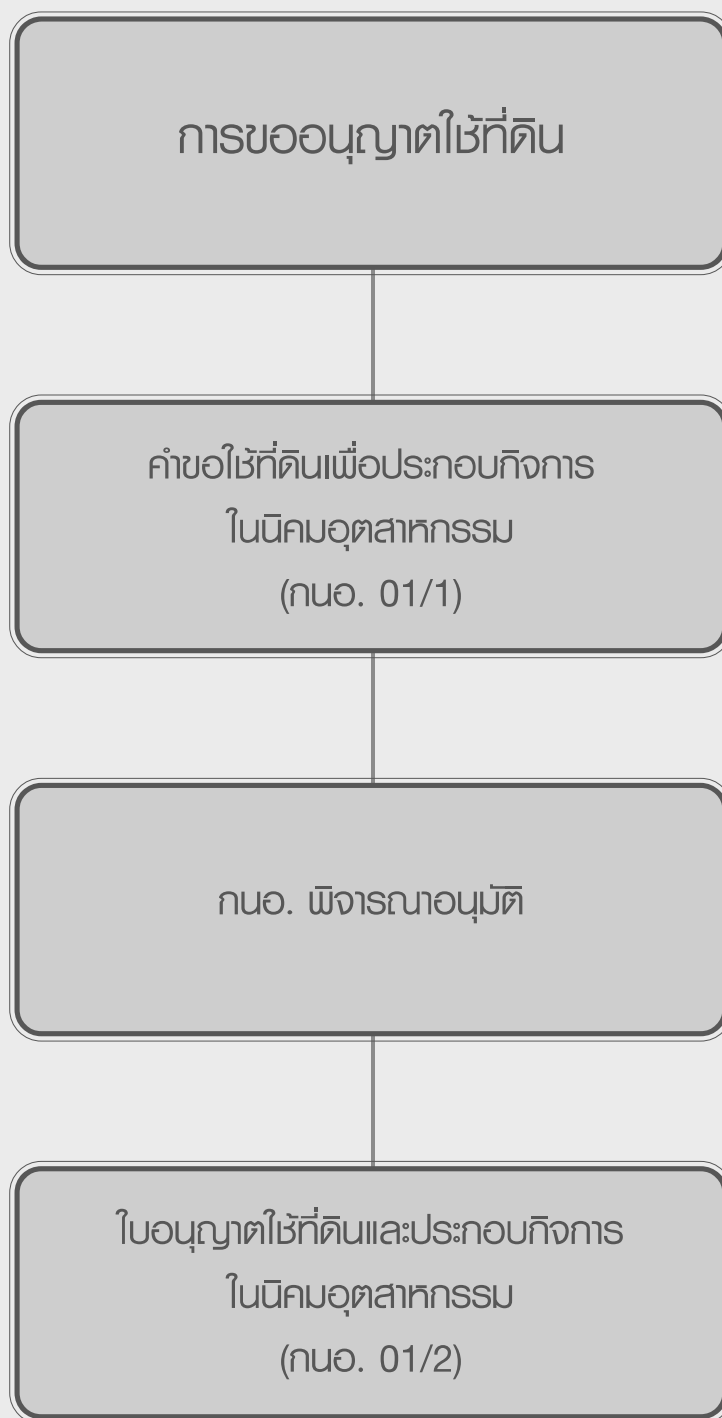 การขออนุญาตใช้ที่ดิน
คำขอใช้ที่ดินเพื่อประกอบกิจการ
ในนิคมอุตสาหกรรม
(กนอ. 01/1)
กนอ. พิจารณาอนุมัติ
ใบอนุญาตใช้ที่ดินและประกอบกิจการ
ในนิคมอุตสาหกรรม
(กนอ. 01/2)